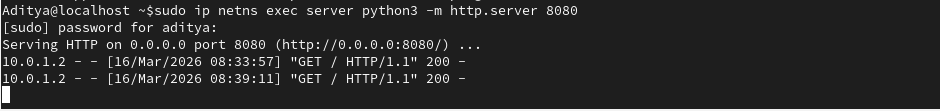 Aditya@localhost ~$sudo ip netns exec server python3 -m http.server 8080
[sudo] password for aditya:
Serving HTTP on 0.0.0.0 port 8080 (http://0.0.0.0:8080/) ...
10.0.1.2 - - [16/Mar/2026 08:33:57] "GET / HTTP/1.1" 200 -
10.0.1.2 - - [16/Mar/2026 08:39:11] "GET / HTTP/1.1" 200 -